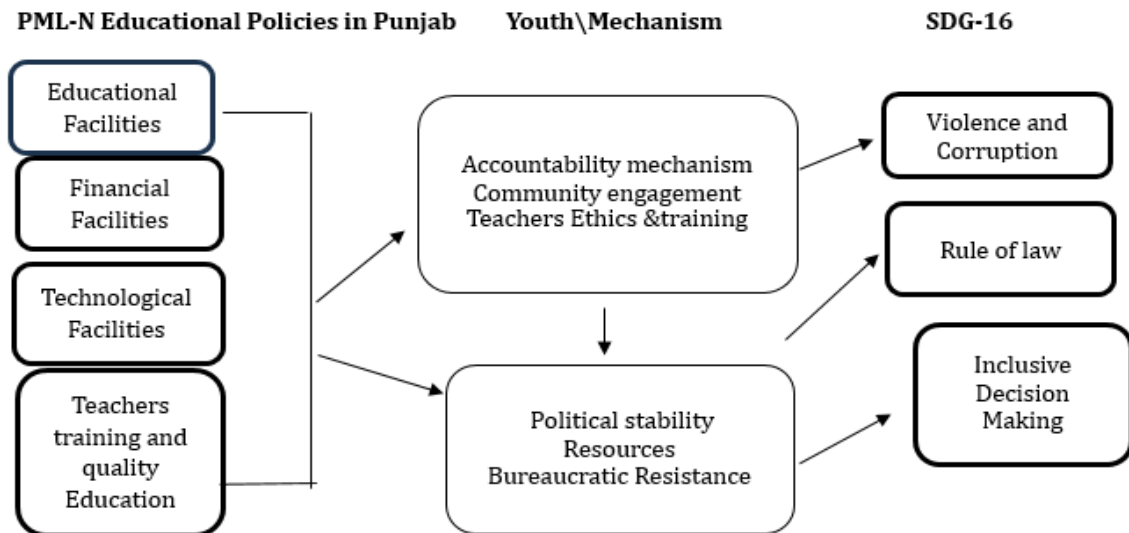 PML-N Educational Policies in Punjab
Youth\Mechanism
SDG-16
Educational
Facilities
Financial
Facilities
Technological
Facilities
Teachers
training and
quality
Education
Accountability mechanism
Community engagement
Teachers Ethics &training
Political stability
Resources
Bureaucratic Resistance
Violence and
Corruption
Rule of law
Inclusive
Decision
Making